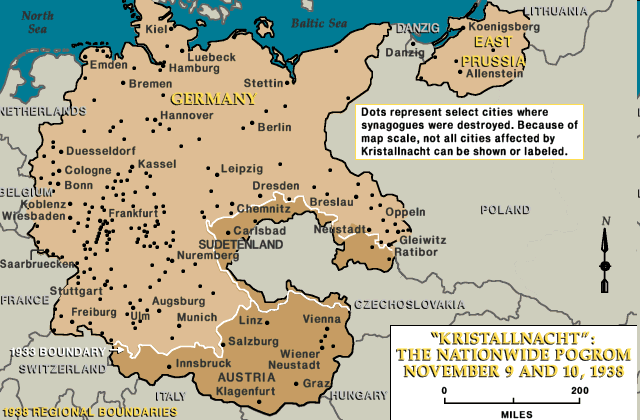 North
Sea
Baltic Sea
LITHUANIA
Kiel
DANZIG
Koenigsberg
EAST
PRUSSIA
Danzig
Allenstein
Emden
Luebeck
Hamburg
Bremen
Stettin
GERMANY
Hannover
Berlin
Dots represent select cities where
synagogues were destroyed. Because of
map scale, not all cities affected by
Kristallnacht can be shown or labeled.
NETHERLANDS
Duesseldorf
Cologne
Bonn
Kassel
Leipzig
BELGIUM
Koblenz
Wiesbaden
Frankfurt
Dresden
Chemnitz
Breslau
Oppeln
POLAND
Carlsbad
SUDETENLAND
Neustadt
Gleiwitz
Ratibor
N
Nuremburg
Saarbruecken
Stuttgart
FRANCE
Freiburg
Ulm
Augsburg
Munich
CZECHOSLOVAKIA
Linz
Vienna
Salzburg
1933 BOUNDARY
SWITZERLAND
Innsbruck
Wiener
Neustadt
AUSTRIA
Graz
Klagenfurt
ITALY
HUNGARY
1938 REGIONAL BOUNDARIES
"KRISTALLNACHT":
THE NATIONWIDE POGROM
NOVEMBER 9 AND 10, 1938
0 200
MILES